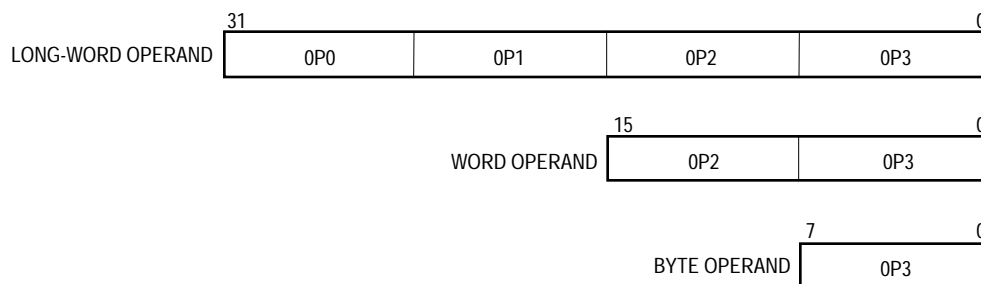 31 0
LONG-WORD OPERAND 0P0 0P1 0P2 0P3
15 0
WORD OPERAND 0P2 0P3
7 0
BYTE OPERAND 0P3